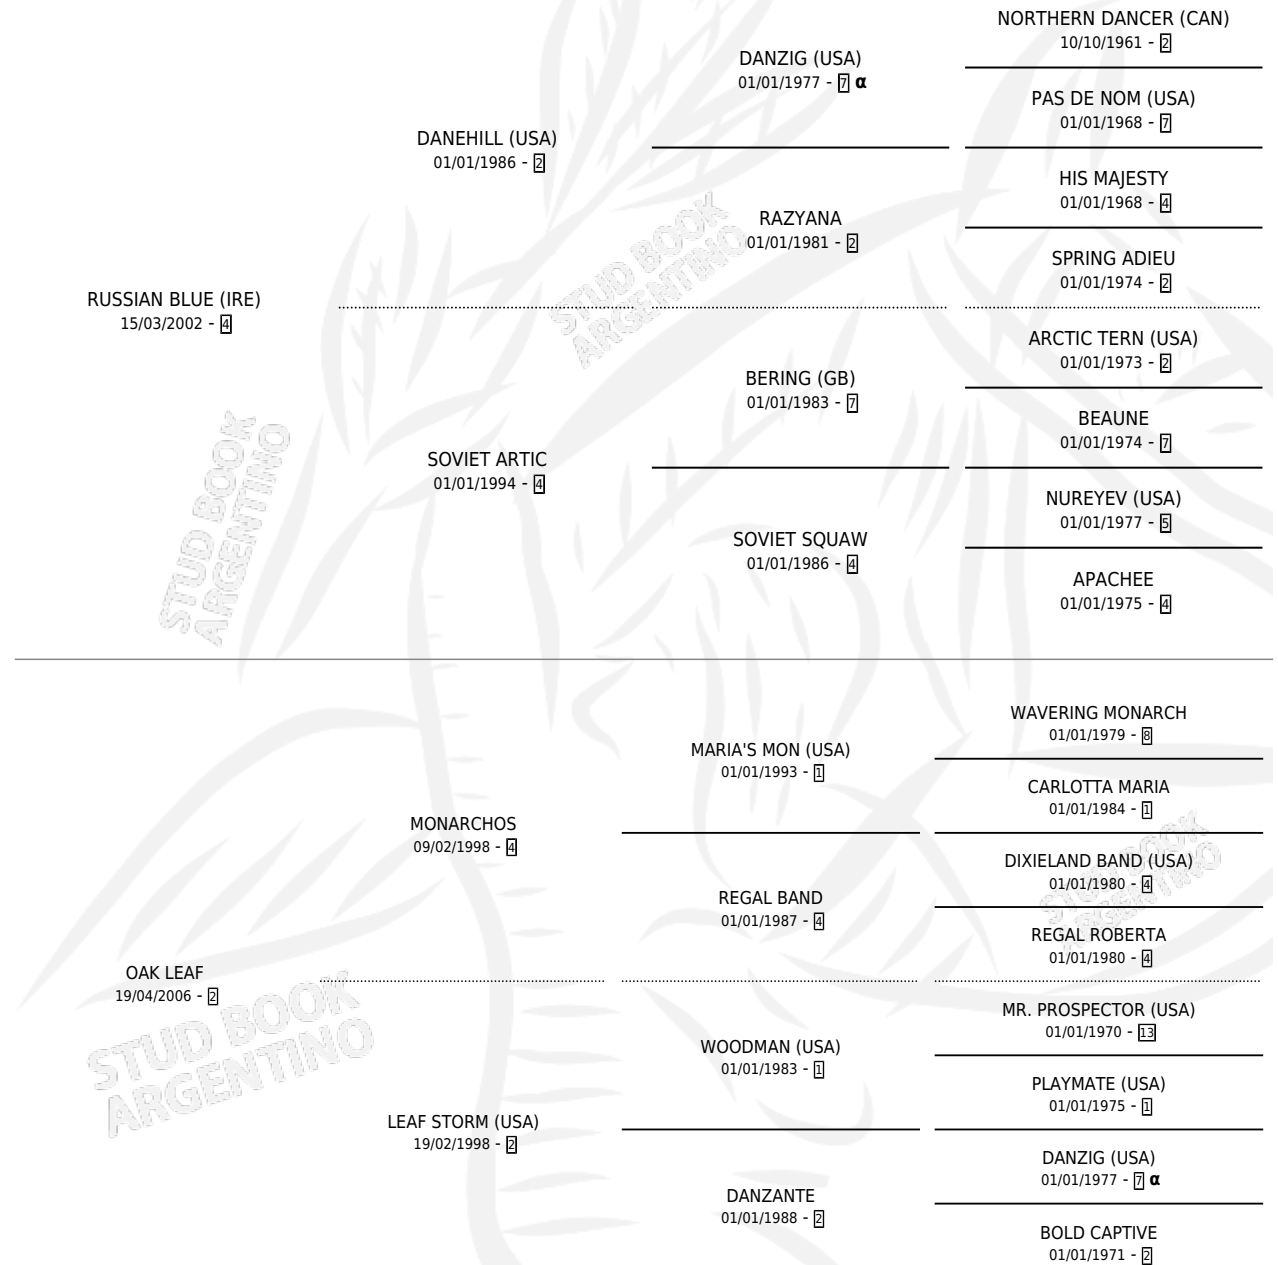 NORTHERN DANCER (CAN)
10/10/1961 - 2
DANZIG (USA)
01/01/1977 - 7 α
PAS DE NOM (USA)
01/01/1968 - 7
DANEHILL (USA)
01/01/1986 - 2
HIS MAJESTY
01/01/1968 - 4
RAZYANA
01/01/1981 - 2
SPRING ADIEU
01/01/1974 - 2
RUSSIAN BLUE (IRE)
15/03/2002 - 4
STUD BOOK
ARGENTINO
ARCTIC TERN (USA)
01/01/1973 - 2
BERING (GB)
01/01/1983 - 7
BEAUNE
01/01/1974 - 7
SOVIET ARTIC
01/01/1994 - 4
NUREYEV (USA)
01/01/1977 - 5
SOVIET SQUAW
01/01/1986 - 4
APACHEE
01/01/1975 - 4
STUD BOOK
ARGENTINO
WAVERING MONARCH
01/01/1979 - 8
MARIA'S MON (USA)
01/01/1993 - 1
CARLOTTA MARIA
01/01/1984 - 1
MONARCHOS
09/02/1998 - 4
DIXIELAND BAND (USA)
01/01/1980 - 4
STUD BOOK
ARGENTINO
REGAL BAND
01/01/1987 - 4
REGAL ROBERTA
01/01/1980 - 4
OAK LEAF
19/04/2006 - 2
STUD BOOK
ARGENTINO
MR. PROSPECTOR (USA)
01/01/1970 - 13
WOODMAN (USA)
01/01/1983 - 1
PLAYMATE (USA)
01/01/1975 - 1
LEAF STORM (USA)
19/02/1998 - 2
DANZIG (USA)
01/01/1977 - 7 α
DANZANTE
01/01/1988 - 2
BOLD CAPTIVE
01/01/1971 - 2